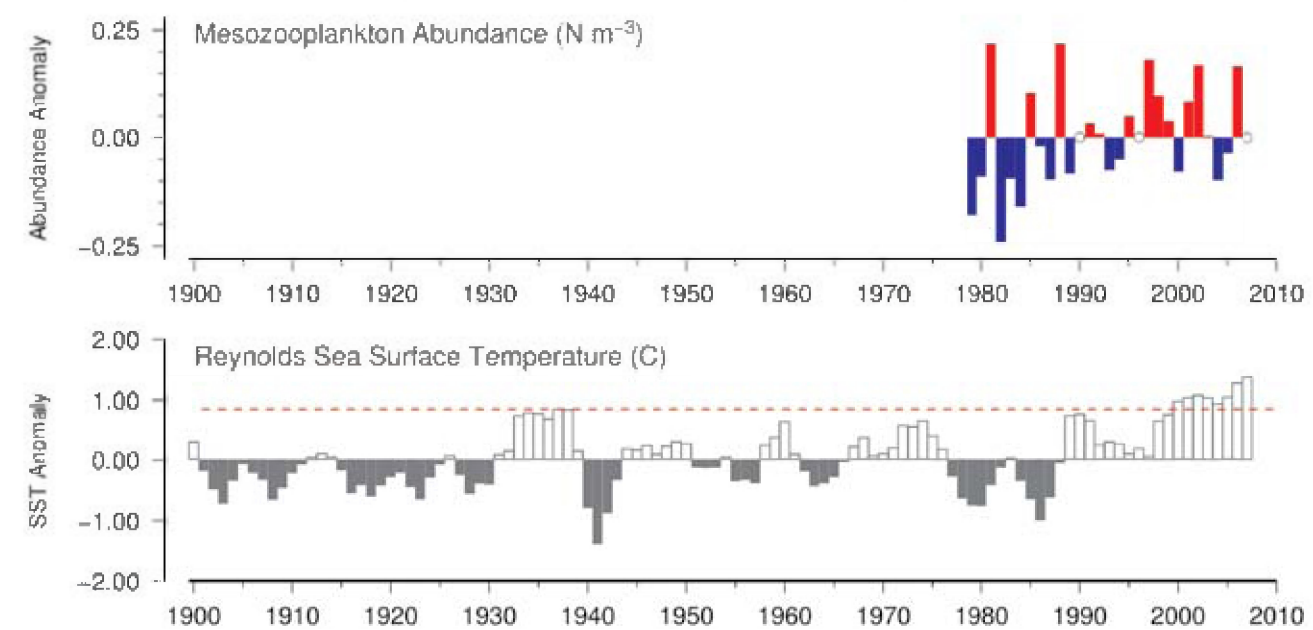 Mesozooplankton Abundance (N m⁻³)
Abundance Anomaly
0.25
0.00
−0.25
1900 1910 1920 1930 1940 1950 1960 1970 1980 1990 2000 2010
Reynolds Sea Surface Temperature (C)
SST Anomaly
2.00
1.00
0.00
−1.00
−2.00
1900 1910 1920 1930 1940 1950 1960 1970 1980 1990 2000 2010